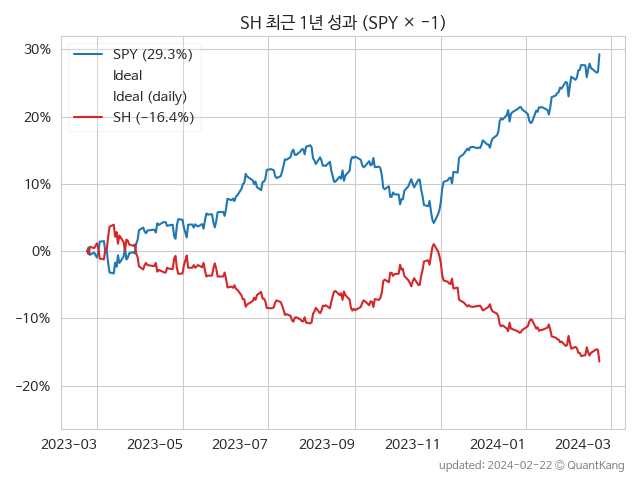 SH 최근 1년 성과 (SPY × −1)
SPY (29.3%)
Ideal
Ideal (daily)
SH (−16.4%)
30%
20%
10%
0%
−10%
−20%
2023-03 2023-05 2023-07 2023-09 2023-11 2024-01 2024-03
updated: 2024-02-22 © QuantKang